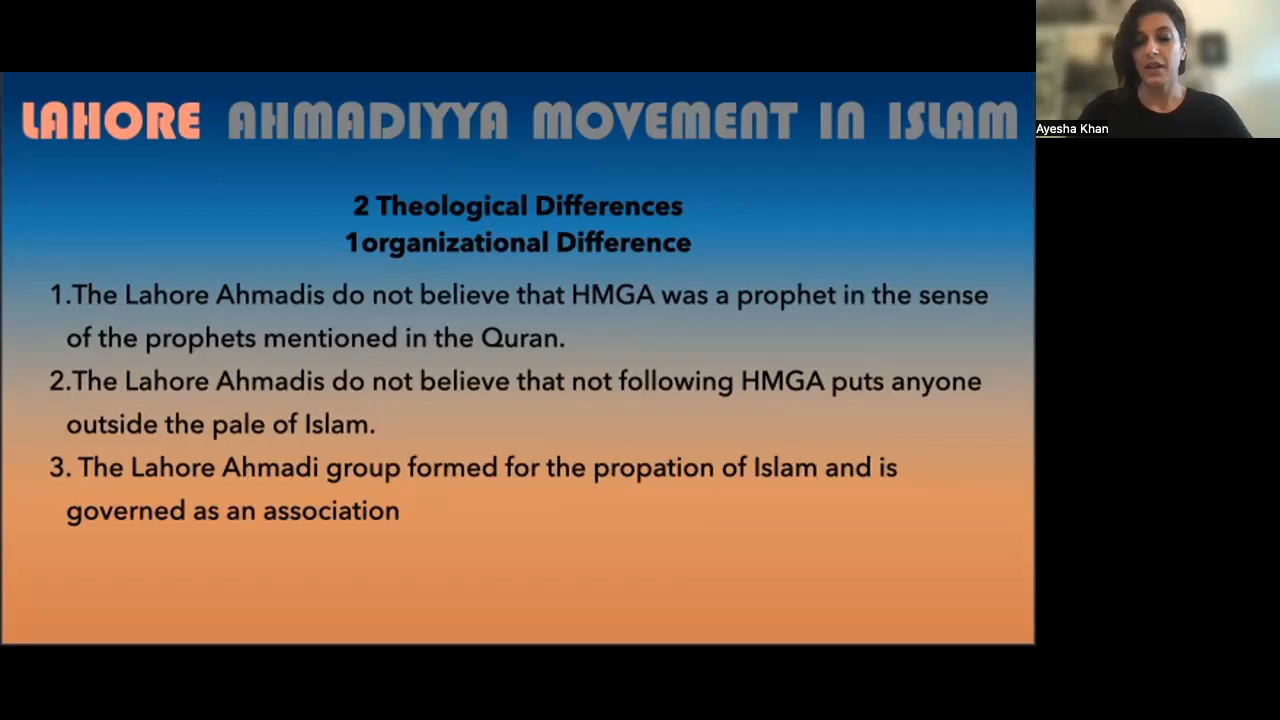 LAHORE AHMADIYYA MOVEMENT IN ISLAM
Ayesha Khan
2 Theological Differences
1organizational Difference
1.The Lahore Ahmadis do not believe that HMGA was a prophet in the sense
of the prophets mentioned in the Quran.
2.The Lahore Ahmadis do not believe that not following HMGA puts anyone
outside the pale of Islam.
3. The Lahore Ahmadi group formed for the propation of Islam and is
governed as an association